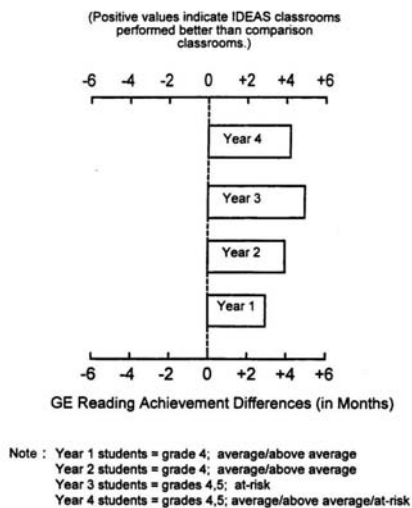 (Positive values indicate IDEAS classrooms
performed better than comparison
classrooms.)
-6 -4 -2 0 +2 +4 +6
Year 4
Year 3
Year 2
Year 1
-6 -4 -2 0 +2 +4 +6
GE Reading Achievement Differences (in Months)
Note : Year 1 students = grade 4; average/above average
Year 2 students = grade 4; average/above average
Year 3 students = grades 4,5; at-risk
Year 4 students = grades 4,5; average/above average/at-risk